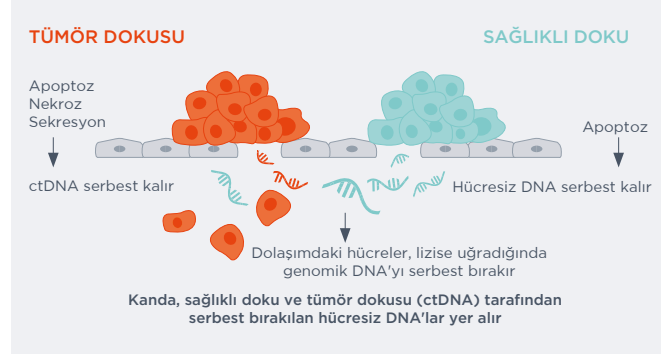 TÜMÖR DOKUSU
SAĞLIKLI DOKU
Apoptoz
Nekroz
Sekresyon
ctDNA serbest kalır
Apoptoz
Hücresiz DNA serbest kalır
Dolaşımdaki hücreler, lizise uğradığında
genomik DNA'yı serbest bırakır
Kanda, sağlıklı doku ve tümör dokusu (ctDNA) tarafından
serbest bırakılan hücresiz DNA'lar yer alır